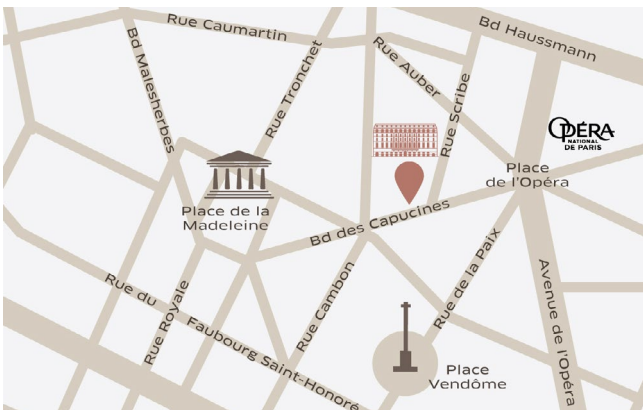 Rue Caumartin
Bd Haussmann
Bd Malesherbes
Rue Tronchet
Rue Auber
Rue Scribe
OPÉRA
NATIONAL
DE PARIS
Place
de l'Opéra
Place de la
Madeleine
Bd des Capucines
Rue du
Faubourg Saint-Honoré
Rue Royale
Rue Cambon
Rue de la Paix
Avenue de l'Opéra
Place
Vendôme